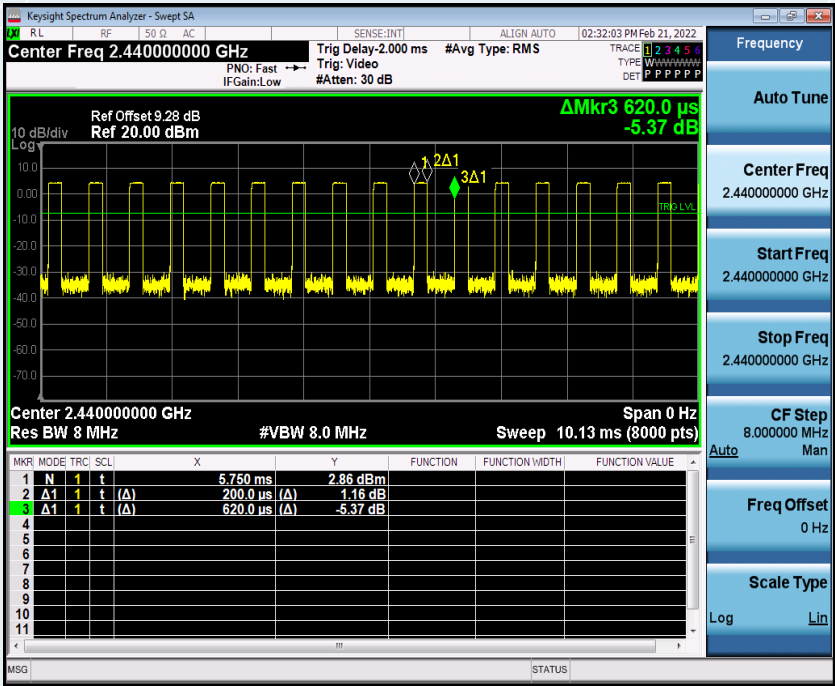 Keysight Spectrum Analyzer - Swept SA
LXI RL RF 50 Ω AC SENSE:INT ALIGN AUTO 02:32:03 PM Feb 21, 2022
Center Freq 2.440000000 GHz
PNO: Fast
IFGain:Low
Trig Delay-2.000 ms
Trig: Video
#Atten: 30 dB
#Avg Type: RMS
TRACE 1 2 3 4 5 6
TYPE W WWWWW
DET P P P P P P
ΔMkr3 620.0 µs
-5.37 dB
Ref Offset 9.28 dB
10 dB/div Ref 20.00 dBm
Log
1 2Δ1
3Δ1
TRIG LVL
10.0
0.00
-10.0
-20.0
-30.0
-40.0
-50.0
-60.0
-70.0
Center 2.440000000 GHz Span 0 Hz
Res BW 8 MHz #VBW 8.0 MHz Sweep 10.13 ms (8000 pts)
MKR MODE TRC SCL X Y FUNCTION FUNCTION WIDTH FUNCTION VALUE
1 N 1 t 5.750 ms 2.86 dBm
2 Δ1 1 t (Δ) 200.0 µs (Δ) 1.16 dB
3 Δ1 1 t (Δ) 620.0 µs (Δ) -5.37 dB
4
5
6
7
8
9
10
11
MSG STATUS
Frequency
Auto Tune
Center Freq
2.440000000 GHz
Start Freq
2.440000000 GHz
Stop Freq
2.440000000 GHz
CF Step
8.000000 MHz
Auto Man
Freq Offset
0 Hz
Scale Type
Log Lin